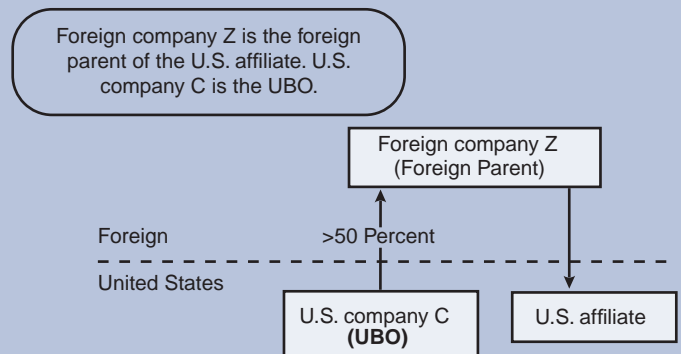 Foreign company Z is the foreign
parent of the U.S. affiliate. U.S.
company C is the UBO.
Foreign company Z
(Foreign Parent)
Foreign
>50 Percent
United States
U.S. company C
(UBO)
U.S. affiliate